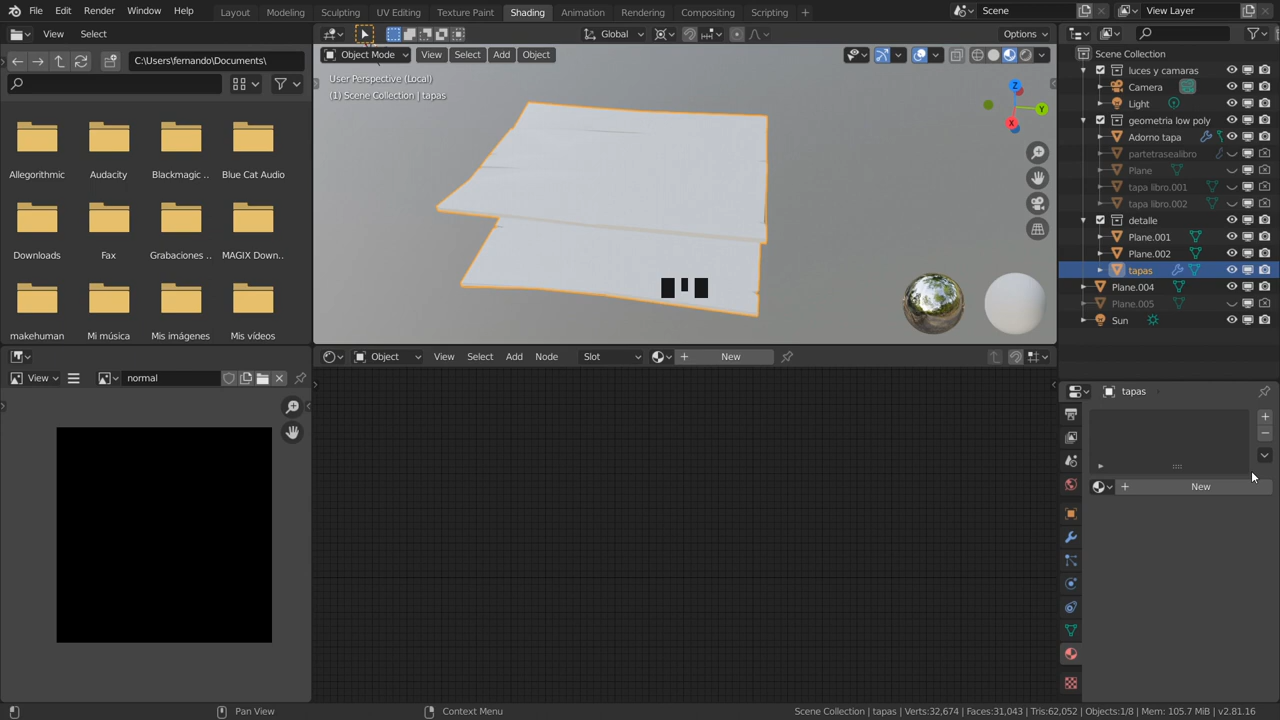 File Edit Render Window Help Layout Modeling Sculpting UV Editing Texture Paint Shading Animation Rendering Compositing Scripting + Scene View Layer
View Select
C:\Users\fernando\Documents\
Allegorithmic Audacity Blackmagic .. Blue Cat Audio
Downloads Fax Grabaciones .. MAGIX Down..
makehuman Mi música Mis imágenes Mis vídeos
Global Options
Object Mode View Select Add Object
User Perspective (Local)
(1) Scene Collection | tapas
Z
Y
X
Scene Collection
luces y camaras
Camera
Light
geometria low poly
Adorno tapa
partetrasealibro
Plane
tapa libro.001
tapa libro.002
detalle
Plane.001
Plane.002
tapas
Plane.004
Plane.005
Sun
View normal
Object View Select Add Node Slot New
tapas
New
Pan View Context Menu Scene Collection | tapas | Verts:32,674 | Faces:31,043 | Tris:62,052 | Objects:1/8 | Mem: 105.7 MiB | v2.81.16